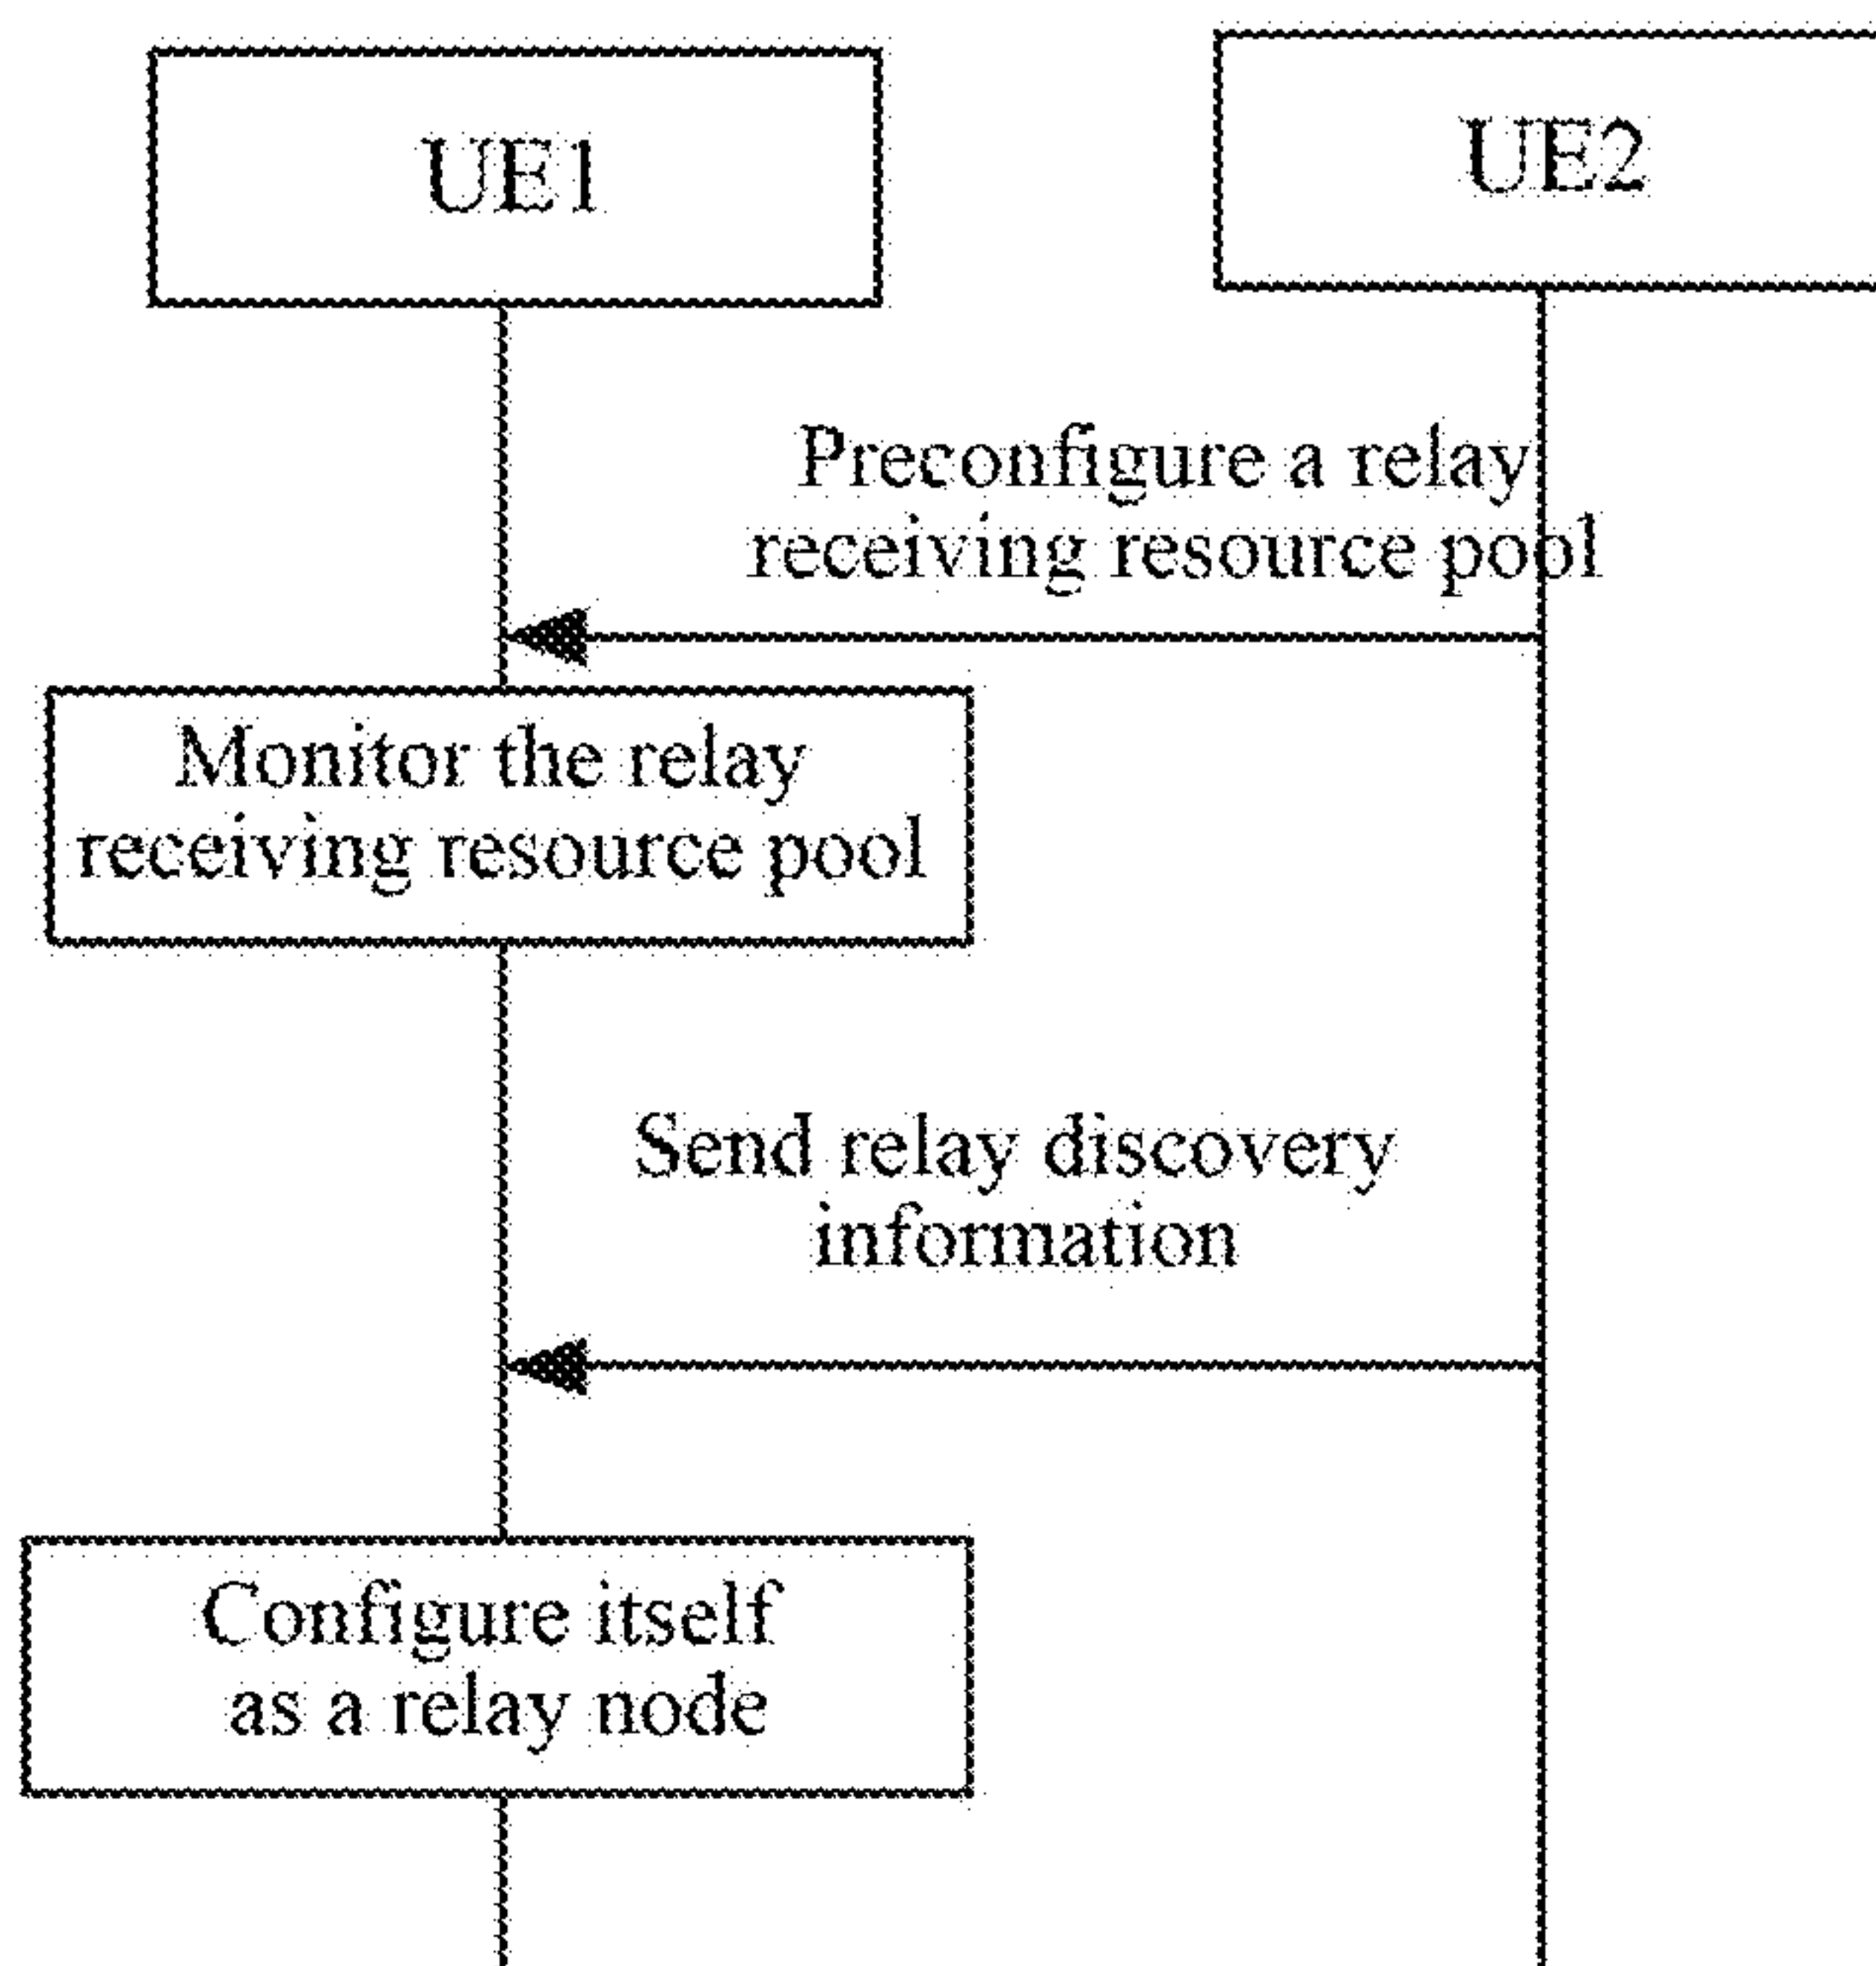 UE1
UE2
Preconfigure a relay
receiving resource pool
Monitor the relay
receiving resource pool
Send relay discovery
information
Configure itself
as a relay node